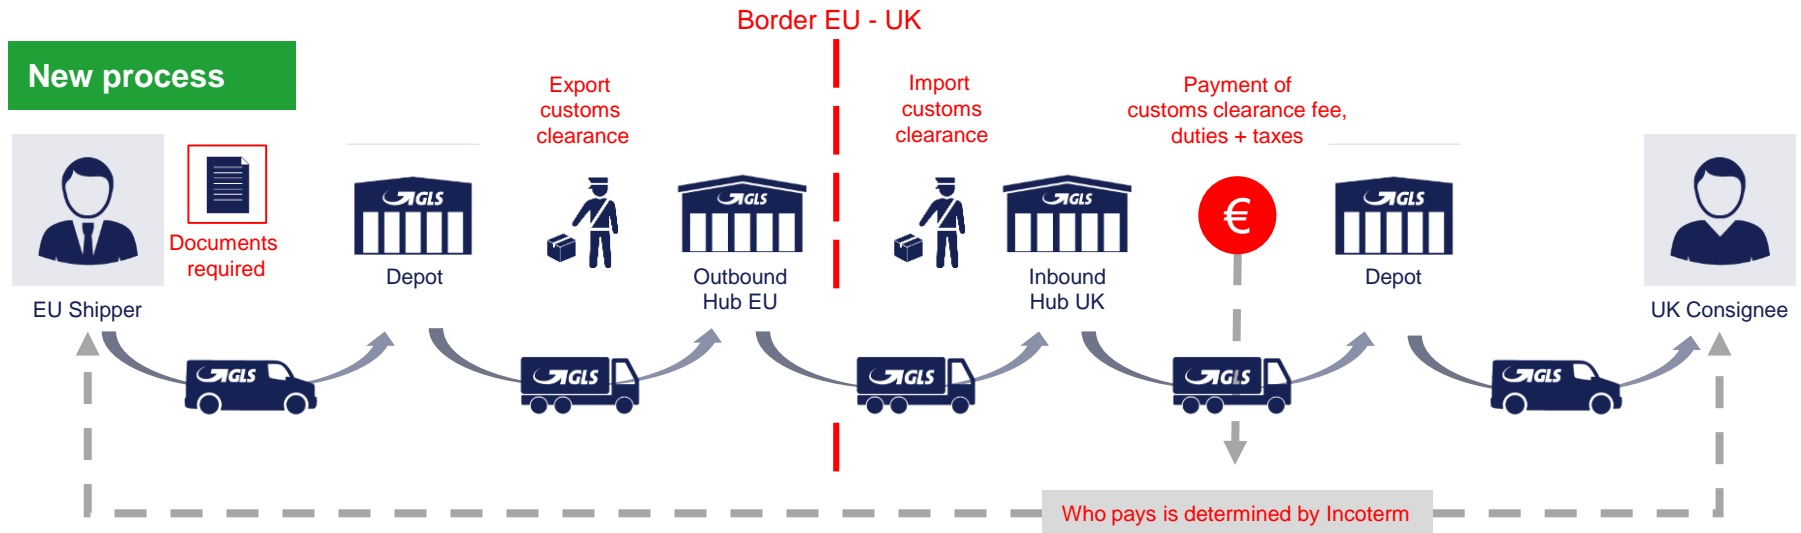 Border EU - UK
New process
Export
customs
clearance
Import
customs
clearance
Payment of
customs clearance fee,
duties + taxes
Documents
required
GLS
GLS
GLS
GLS
€
EU Shipper
Depot
Outbound
Hub EU
Inbound
Hub UK
Depot
UK Consignee
GLS
GLS
GLS
GLS
GLS
Who pays is determined by Incoterm